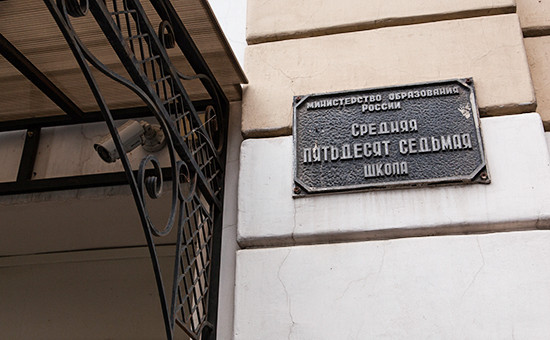 МИНИСТЕРСТВО ОБРАЗОВАНИЯ
РОССИИ
СРЕДНЯЯ
ПЯТЬДЕСЯТ СЕДЬМАЯ
ШКОЛА